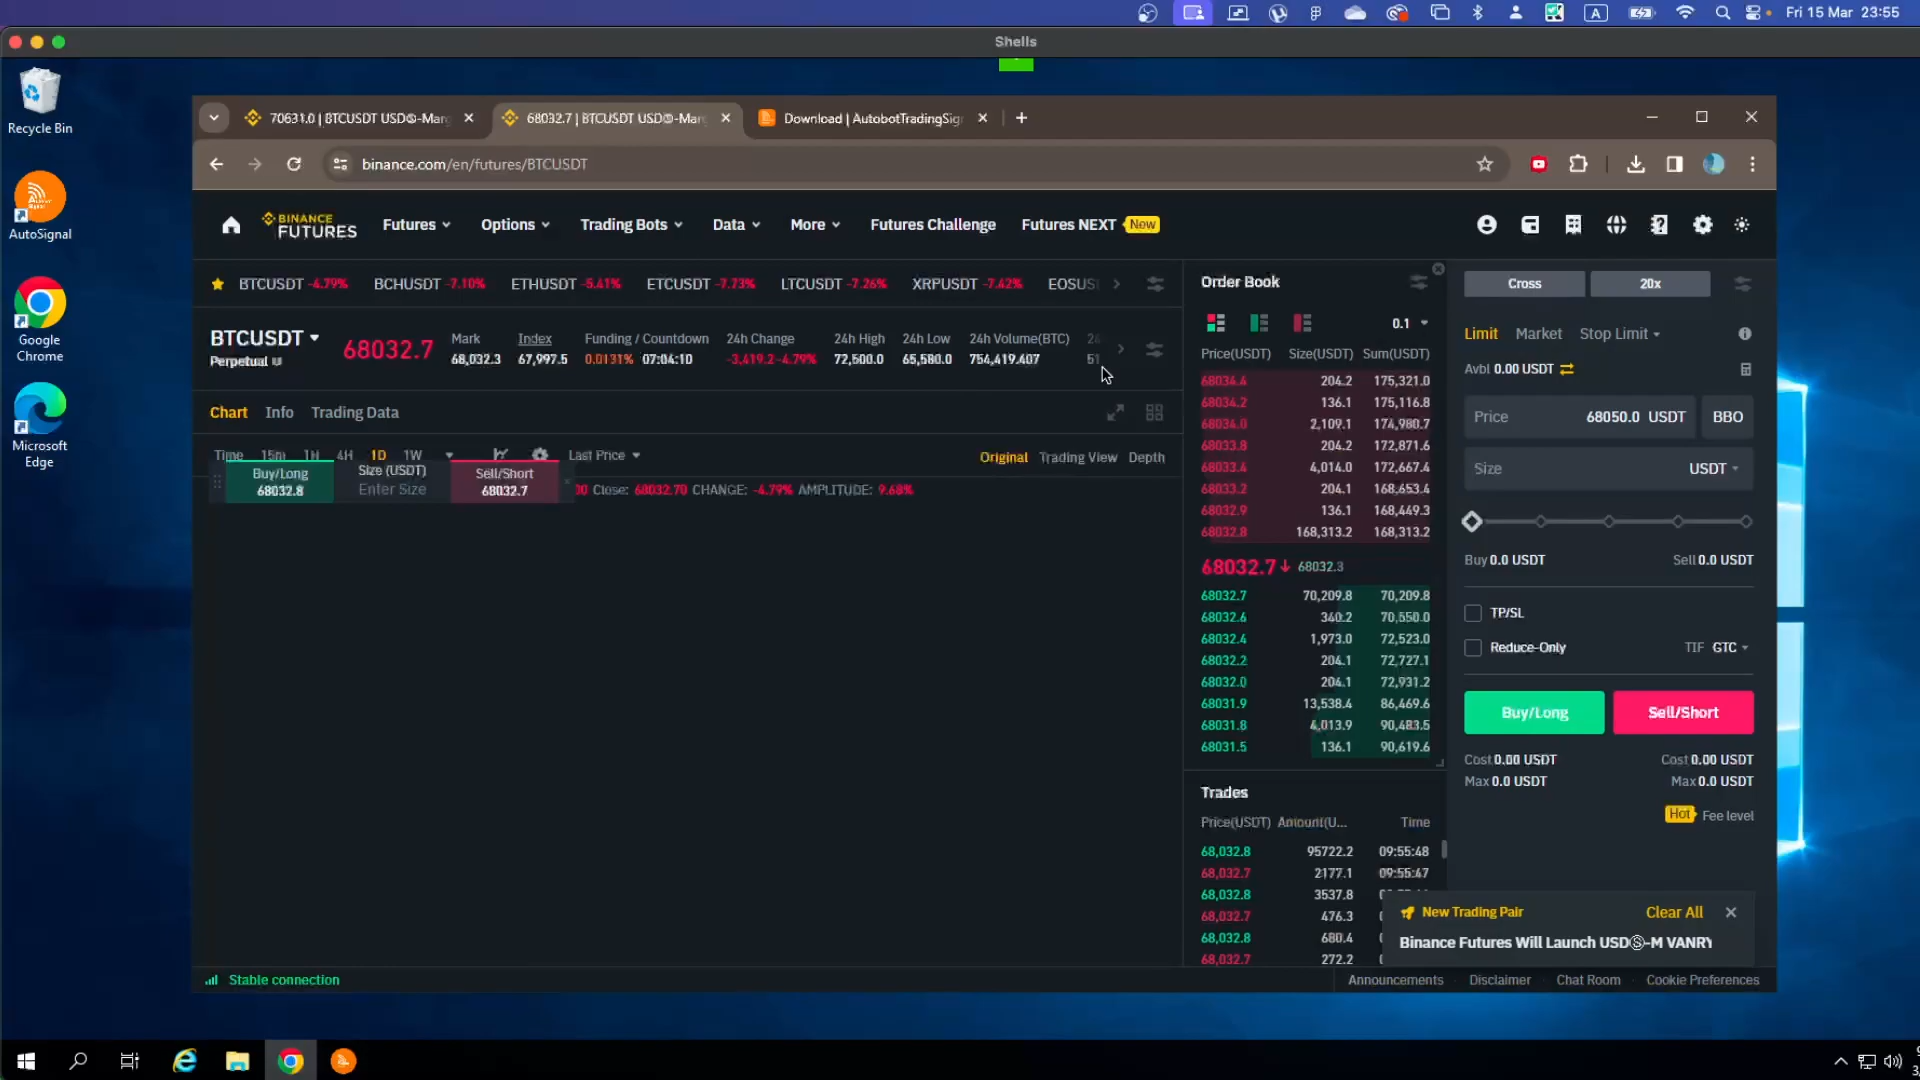 Fri 15 Mar 23:55
A
Shells
Recycle Bin
AutoSignal
Google Chrome
Microsoft Edge
70631.0 | BTCUSDT USDⓈ-Mar
68032.7 | BTCUSDT USDⓈ-Mar
Download | AutobotTradingSig
binance.com/en/futures/BTCUSDT
BINANCE FUTURES
Futures
Options
Trading Bots
Data
More
Futures Challenge
Futures NEXT New
BTCUSDT -4.79%
BCHUSDT -7.10%
ETHUSDT -5.41%
ETCUSDT -7.73%
LTCUSDT -7.26%
XRPUSDT -7.42%
EOSUS
BTCUSDT
Perpetual
68032.7
Mark
68,032.3
Index
67,997.5
Funding / Countdown
0.0131% 07:04:10
24h Change
-3,419.2 -4.79%
24h High
72,500.0
24h Low
65,580.0
24h Volume(BTC)
754,419.407
24
51
Chart Info Trading Data
Time 15m 1H 4H 1D 1W
Last Price
Original Trading View Depth
Buy/Long
68032.8
Size (USDT)
Enter Size
Sell/Short
68032.7
00 Close: 68032.70 CHANGE: -4.79% AMPLITUDE: 9.68%
Order Book
0.1
Price(USDT) Size(USDT) Sum(USDT)
68034.4 204.2 175,321.0
68034.2 136.1 175,116.8
68034.0 2,109.1 174,980.7
68033.8 204.2 172,871.6
68033.4 4,014.0 172,667.4
68033.2 204.1 168,653.4
68032.9 136.1 168,449.3
68032.8 168,313.2 168,313.2
68032.7↓ 68032.3
68032.7 70,209.8 70,209.8
68032.6 340.2 70,550.0
68032.4 1,973.0 72,523.0
68032.2 204.1 72,727.1
68032.0 204.1 72,931.2
68031.9 13,538.4 86,469.6
68031.8 4,013.9 90,483.5
68031.5 136.1 90,619.6
Trades
Price(USDT) Amount(U... Time
68,032.8 95722.2 09:55:48
68,032.7 2177.1 09:55:47
68,032.8 3537.8
68,032.7 476.3
68,032.8 680.4
68,032.7 272.2
Cross 20x
Limit Market Stop Limit
Avbl 0.00 USDT
Price 68050.0 USDT BBO
Size USDT
Buy 0.0 USDT Sell 0.0 USDT
TP/SL
Reduce-Only TIF GTC
Buy/Long Sell/Short
Cost 0.00 USDT Cost 0.00 USDT
Max 0.0 USDT Max 0.0 USDT
Hot Fee level
New Trading Pair Clear All
Binance Futures Will Launch USDⓈ-M VANRY
Stable connection
Announcements Disclaimer Chat Room Cookie Preferences